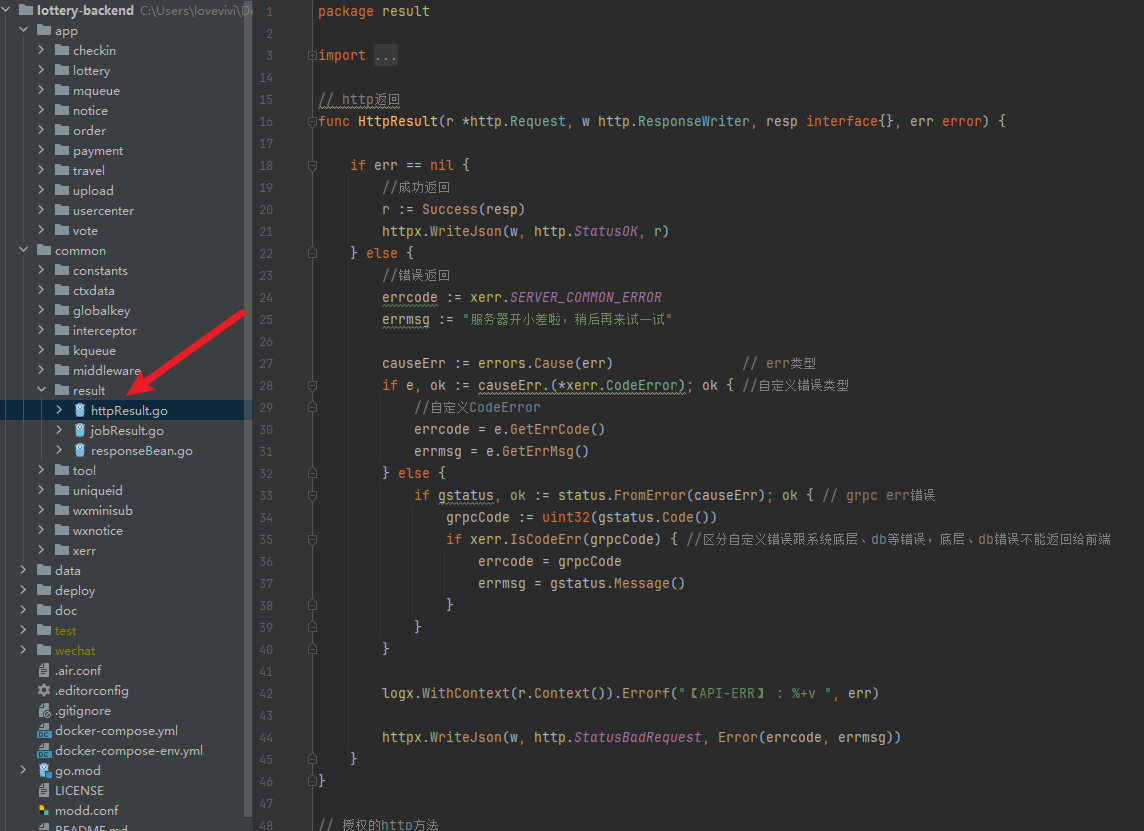 lottery-backend C:\Users\lovevivi\De
app
checkin
lottery
mqueue
notice
order
payment
travel
upload
usercenter
vote
common
constants
ctxdata
globalkey
interceptor
kqueue
middleware
result
httpResult.go
jobResult.go
responseBean.go
tool
uniqueid
wxminisub
wxnotice
xerr
data
deploy
doc
test
wechat
.air.conf
.editorconfig
.gitignore
docker-compose.yml
docker-compose-env.yml
go.mod
LICENSE
modd.conf
README.md
1 package result
2
3 import ...
14
15 // http返回
16 func HttpResult(r *http.Request, w http.ResponseWriter, resp interface{}, err error) {
17
18 if err == nil {
19 //成功返回
20 r := Success(resp)
21 httpx.WriteJson(w, http.StatusOK, r)
22 } else {
23 //错误返回
24 errcode := xerr.SERVER_COMMON_ERROR
25 errmsg := "服务器开小差啦，稍后再来试一试"
26
27 causeErr := errors.Cause(err) // err类型
28 if e, ok := causeErr.(*xerr.CodeError); ok { //自定义错误类型
29 //自定义CodeError
30 errcode = e.GetErrCode()
31 errmsg = e.GetErrMsg()
32 } else {
33 if gstatus, ok := status.FromError(causeErr); ok { // grpc err错误
34 grpcCode := uint32(gstatus.Code())
35 if xerr.IsCodeErr(grpcCode) { //区分自定义错误跟系统底层、db等错误，底层、db错误不能返回给前端
36 errcode = grpcCode
37 errmsg = gstatus.Message()
38 }
39 }
40 }
41
42 logx.WithContext(r.Context()).Errorf("【API-ERR】 : %+v ", err)
43
44 httpx.WriteJson(w, http.StatusBadRequest, Error(errcode, errmsg))
45 }
46 }
47
48 // 授权的http方法